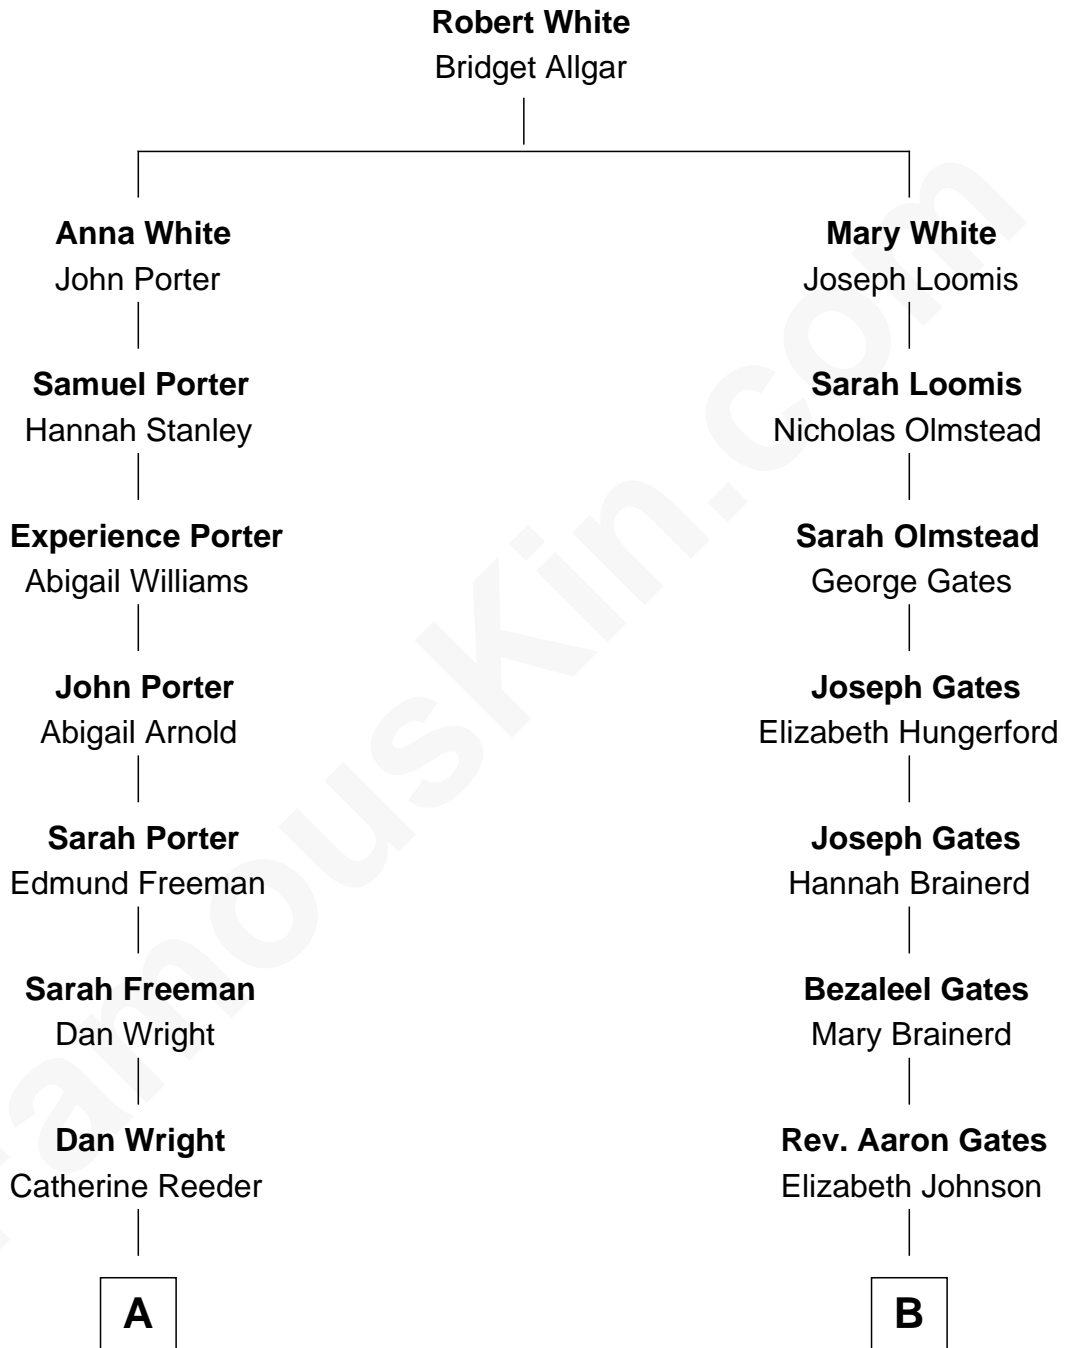 Robert White
Bridget Allgar
Anna White
John Porter
Samuel Porter
Hannah Stanley
Experience Porter
Abigail Williams
John Porter
Abigail Arnold
Sarah Porter
Edmund Freeman
Sarah Freeman
Dan Wright
Dan Wright
Catherine Reeder
A
Mary White
Joseph Loomis
Sarah Loomis
Nicholas Olmstead
Sarah Olmstead
George Gates
Joseph Gates
Elizabeth Hungerford
Joseph Gates
Hannah Brainerd
Bezaleel Gates
Mary Brainerd
Rev. Aaron Gates
Elizabeth Johnson
B
FamousKin.com